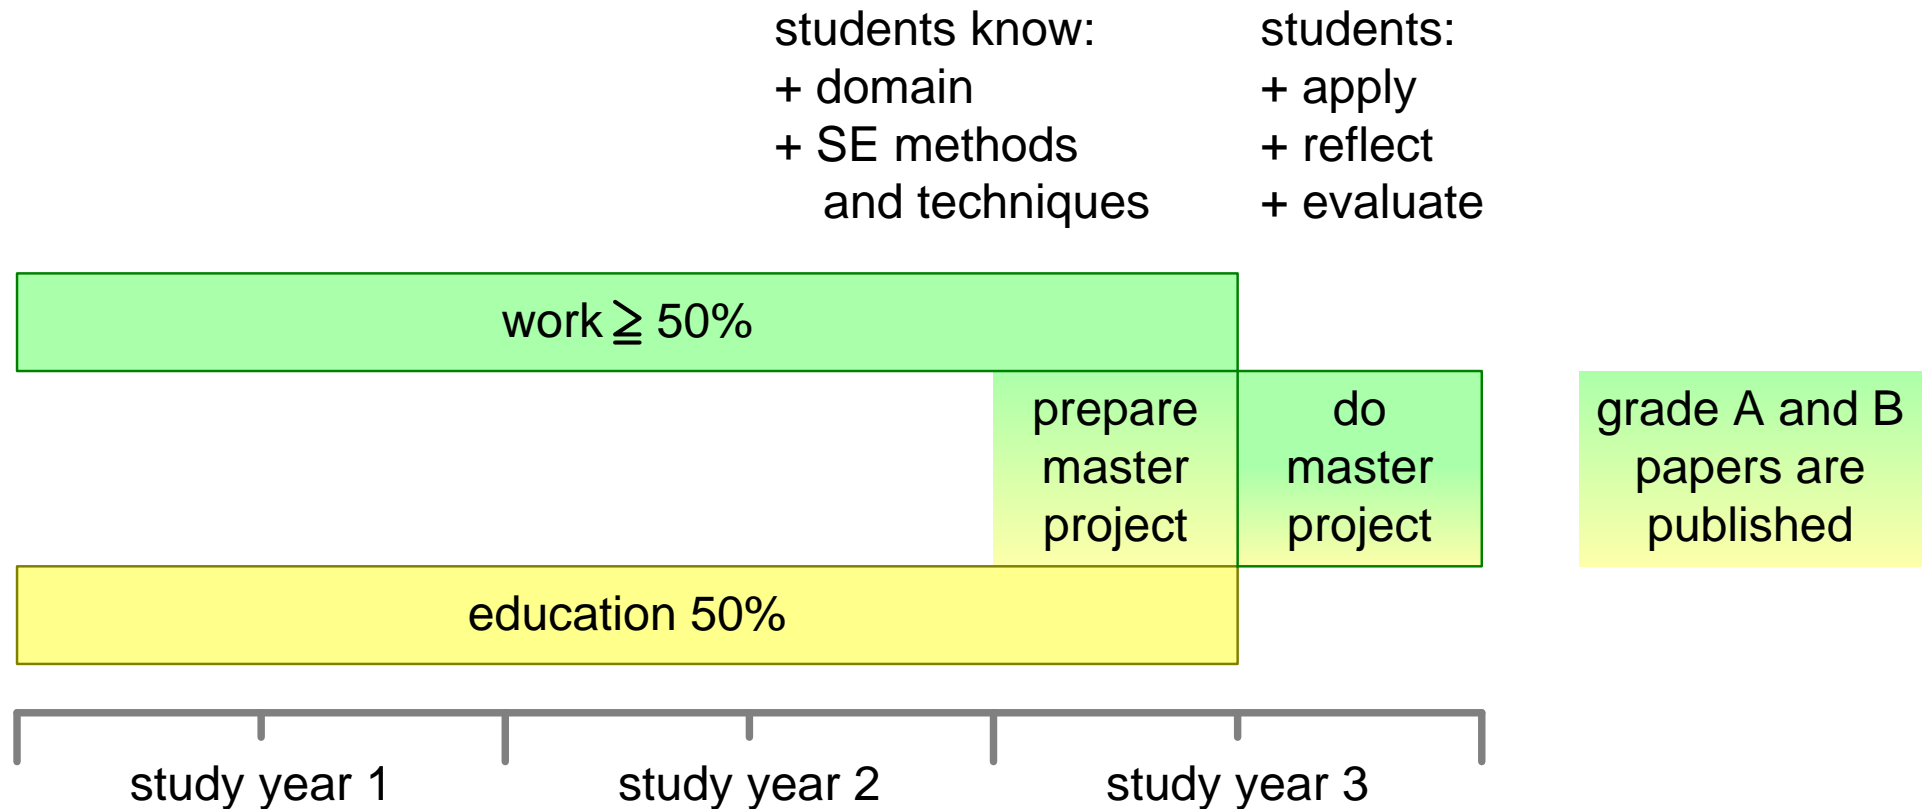 students know:
+ domain
+ SE methods
and techniques
students:
+ apply
+ reflect
+ evaluate
work ≧ 50%
prepare
master
project
do
master
project
grade A and B
papers are
published
education 50%
study year 1
study year 2
study year 3